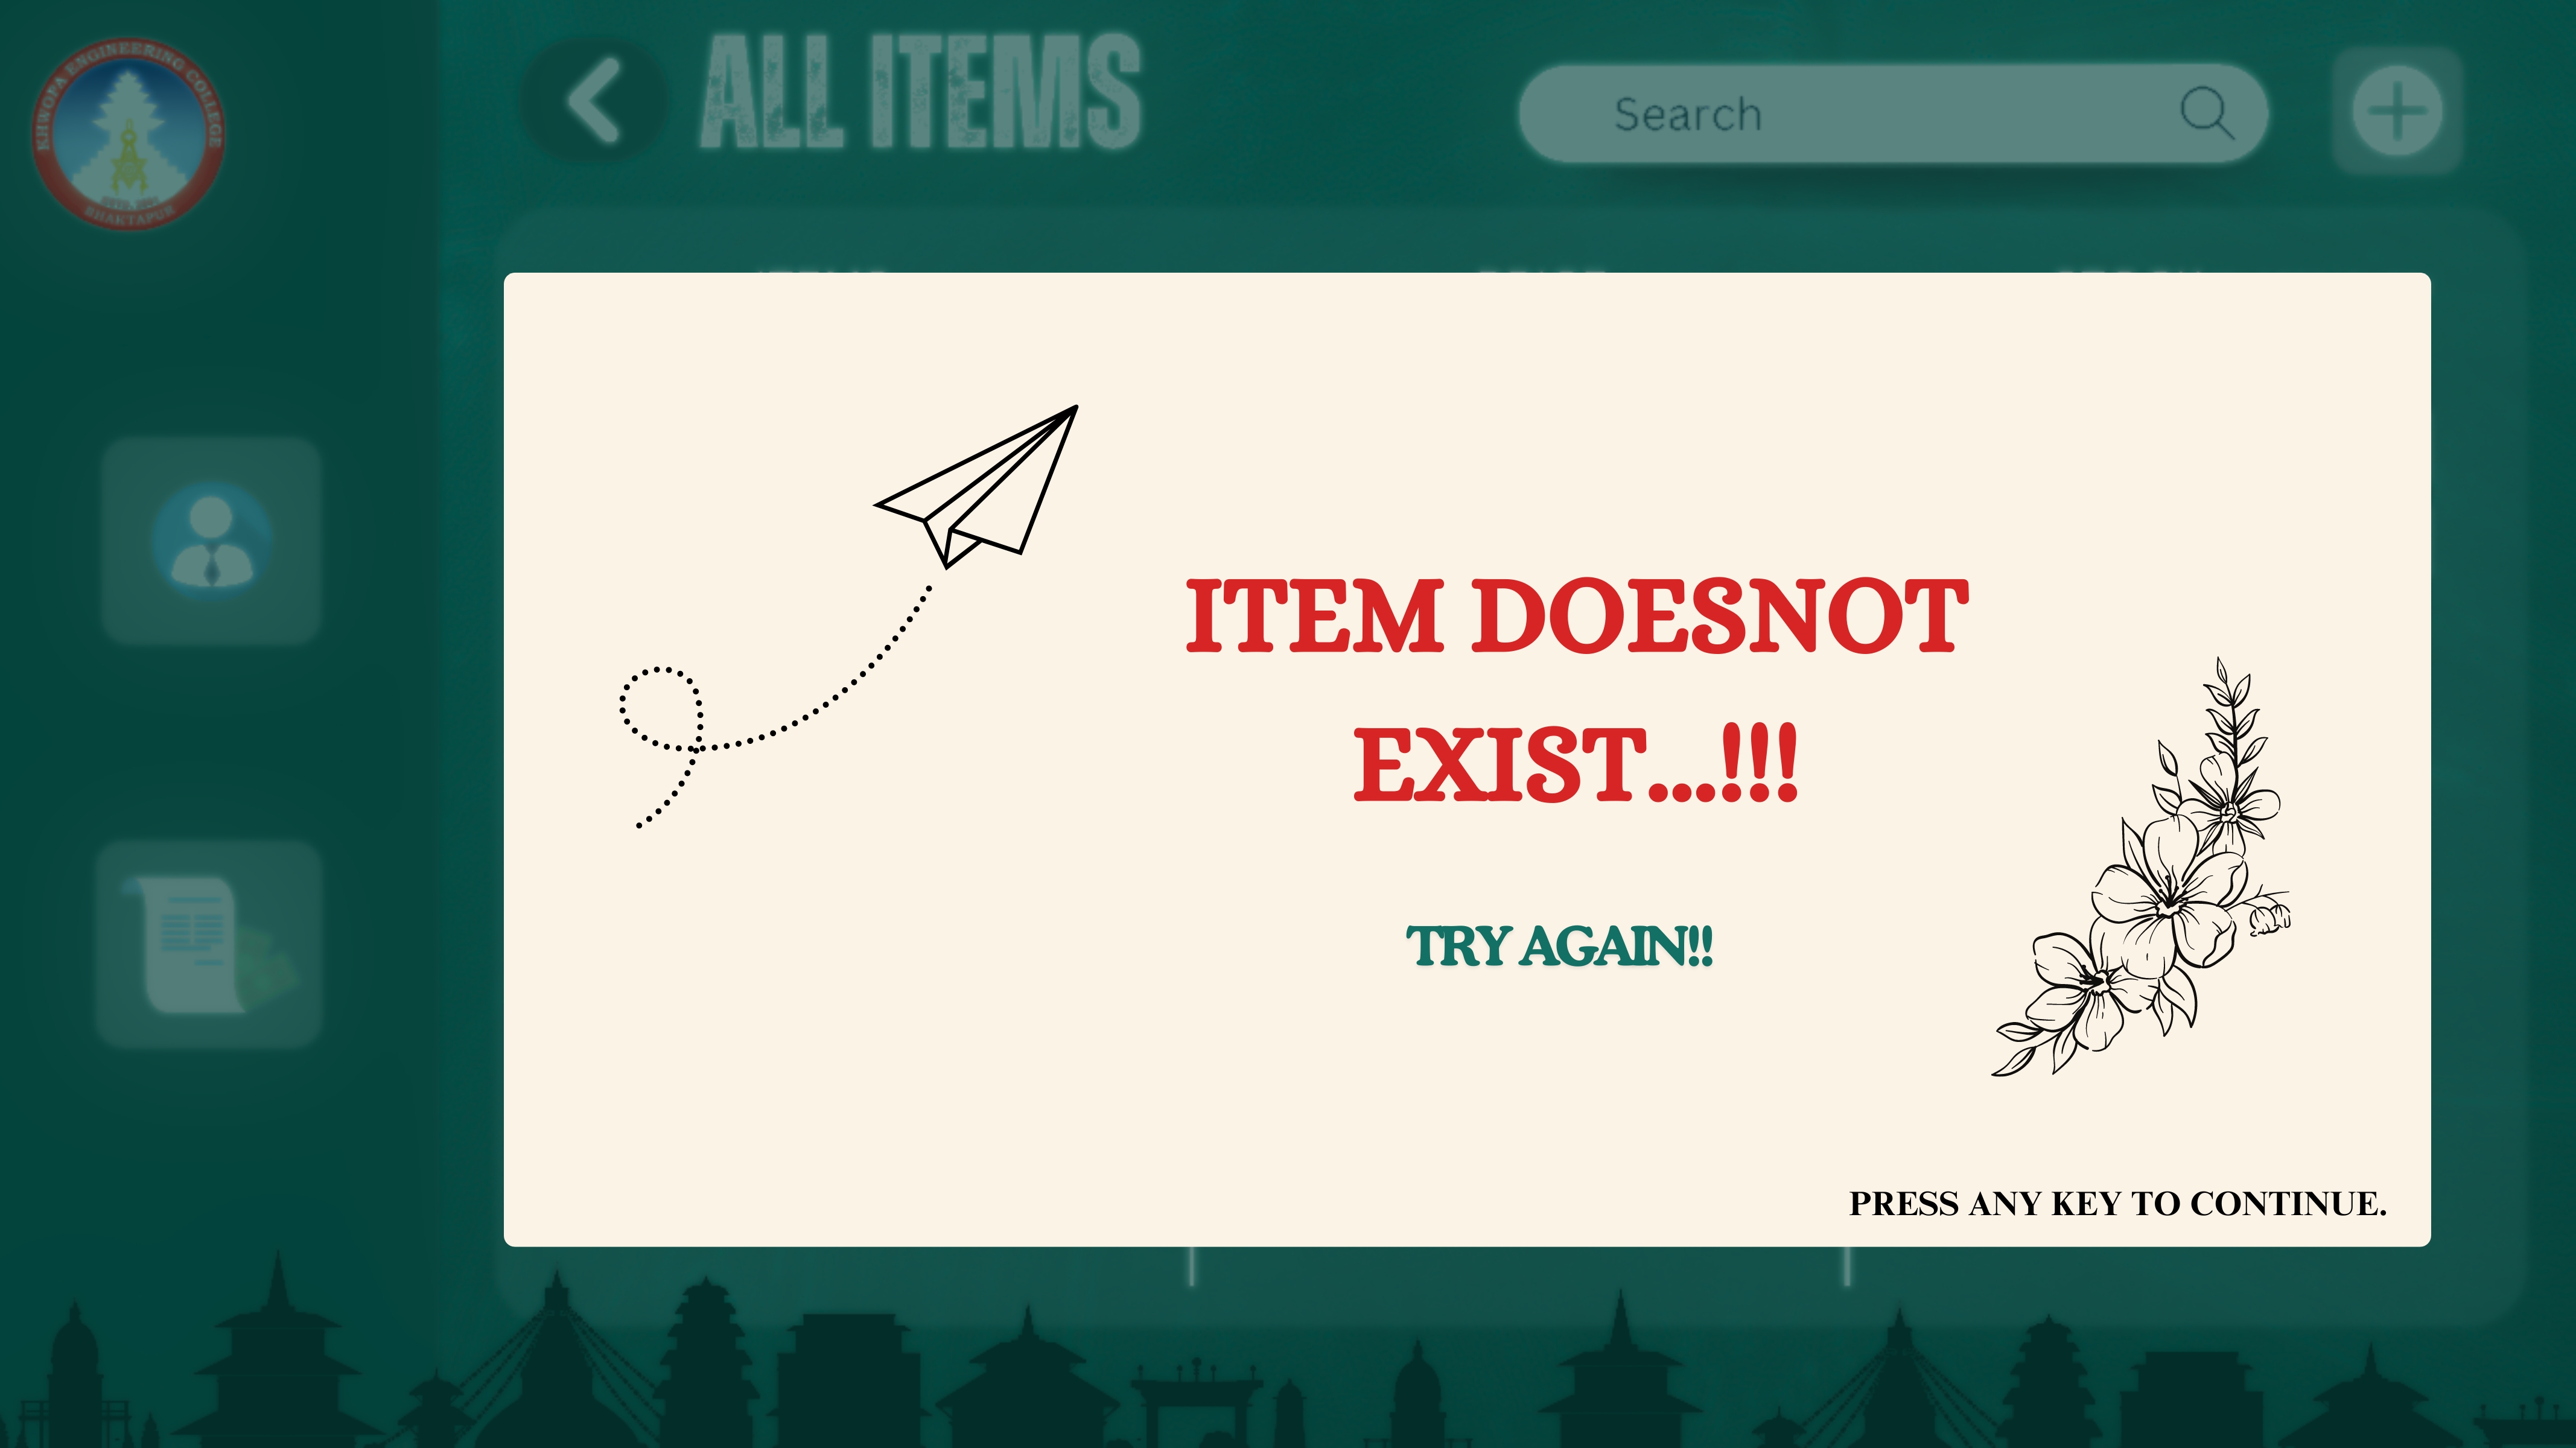 KHWOPA ENGINEERING COLLEGE
BHAKTAPUR
ALL ITEMS
Search
ITEM DOESNOT
EXIST...!!!
TRY AGAIN!!
PRESS ANY KEY TO CONTINUE.